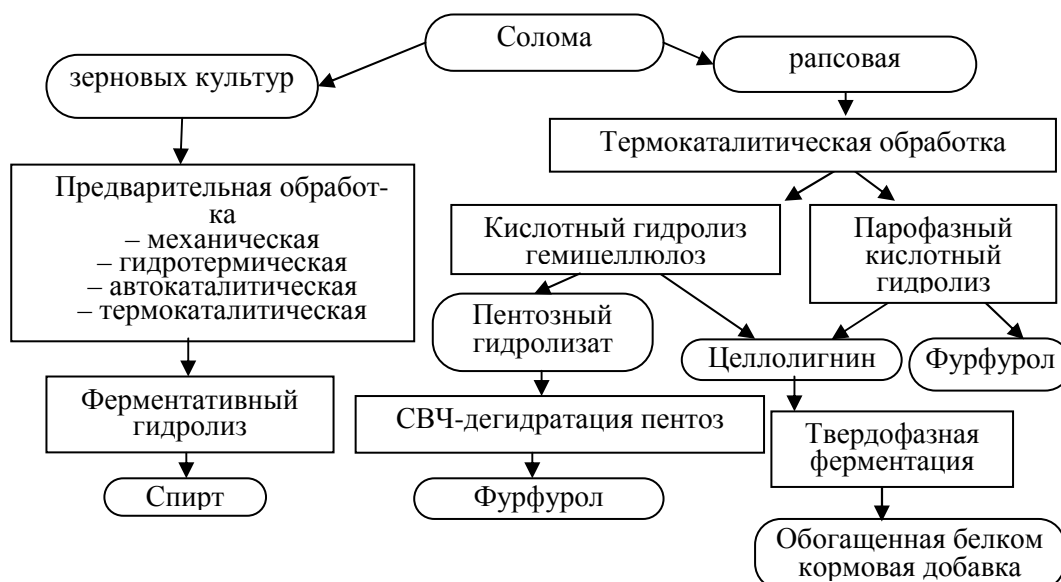 Солома
зерновых культур
рапсовая
Термокаталитическая обработка
Предварительная обработ-
ка
– механическая
– гидротермическая
– автокаталитическая
– термокаталитическая
Кислотный гидролиз
гемицеллюлоз
Парофазный
кислотный
гидролиз
Пентозный
гидролизат
Целлолигнин
Фурфурол
Ферментативный
гидролиз
СВЧ-дегидратация пентоз
Твердофазная
ферментация
Спирт
Фурфурол
Обогащенная белком
кормовая добавка